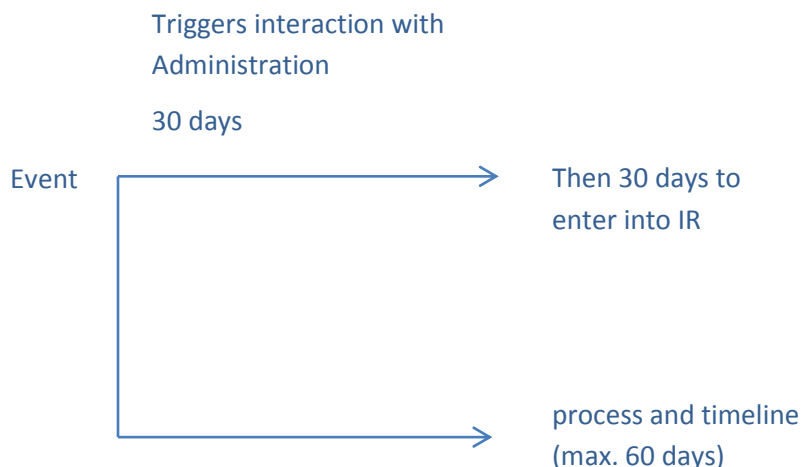 Triggers interaction with
Administration
30 days
Event
Then 30 days to
enter into IR
process and timeline
(max. 60 days)